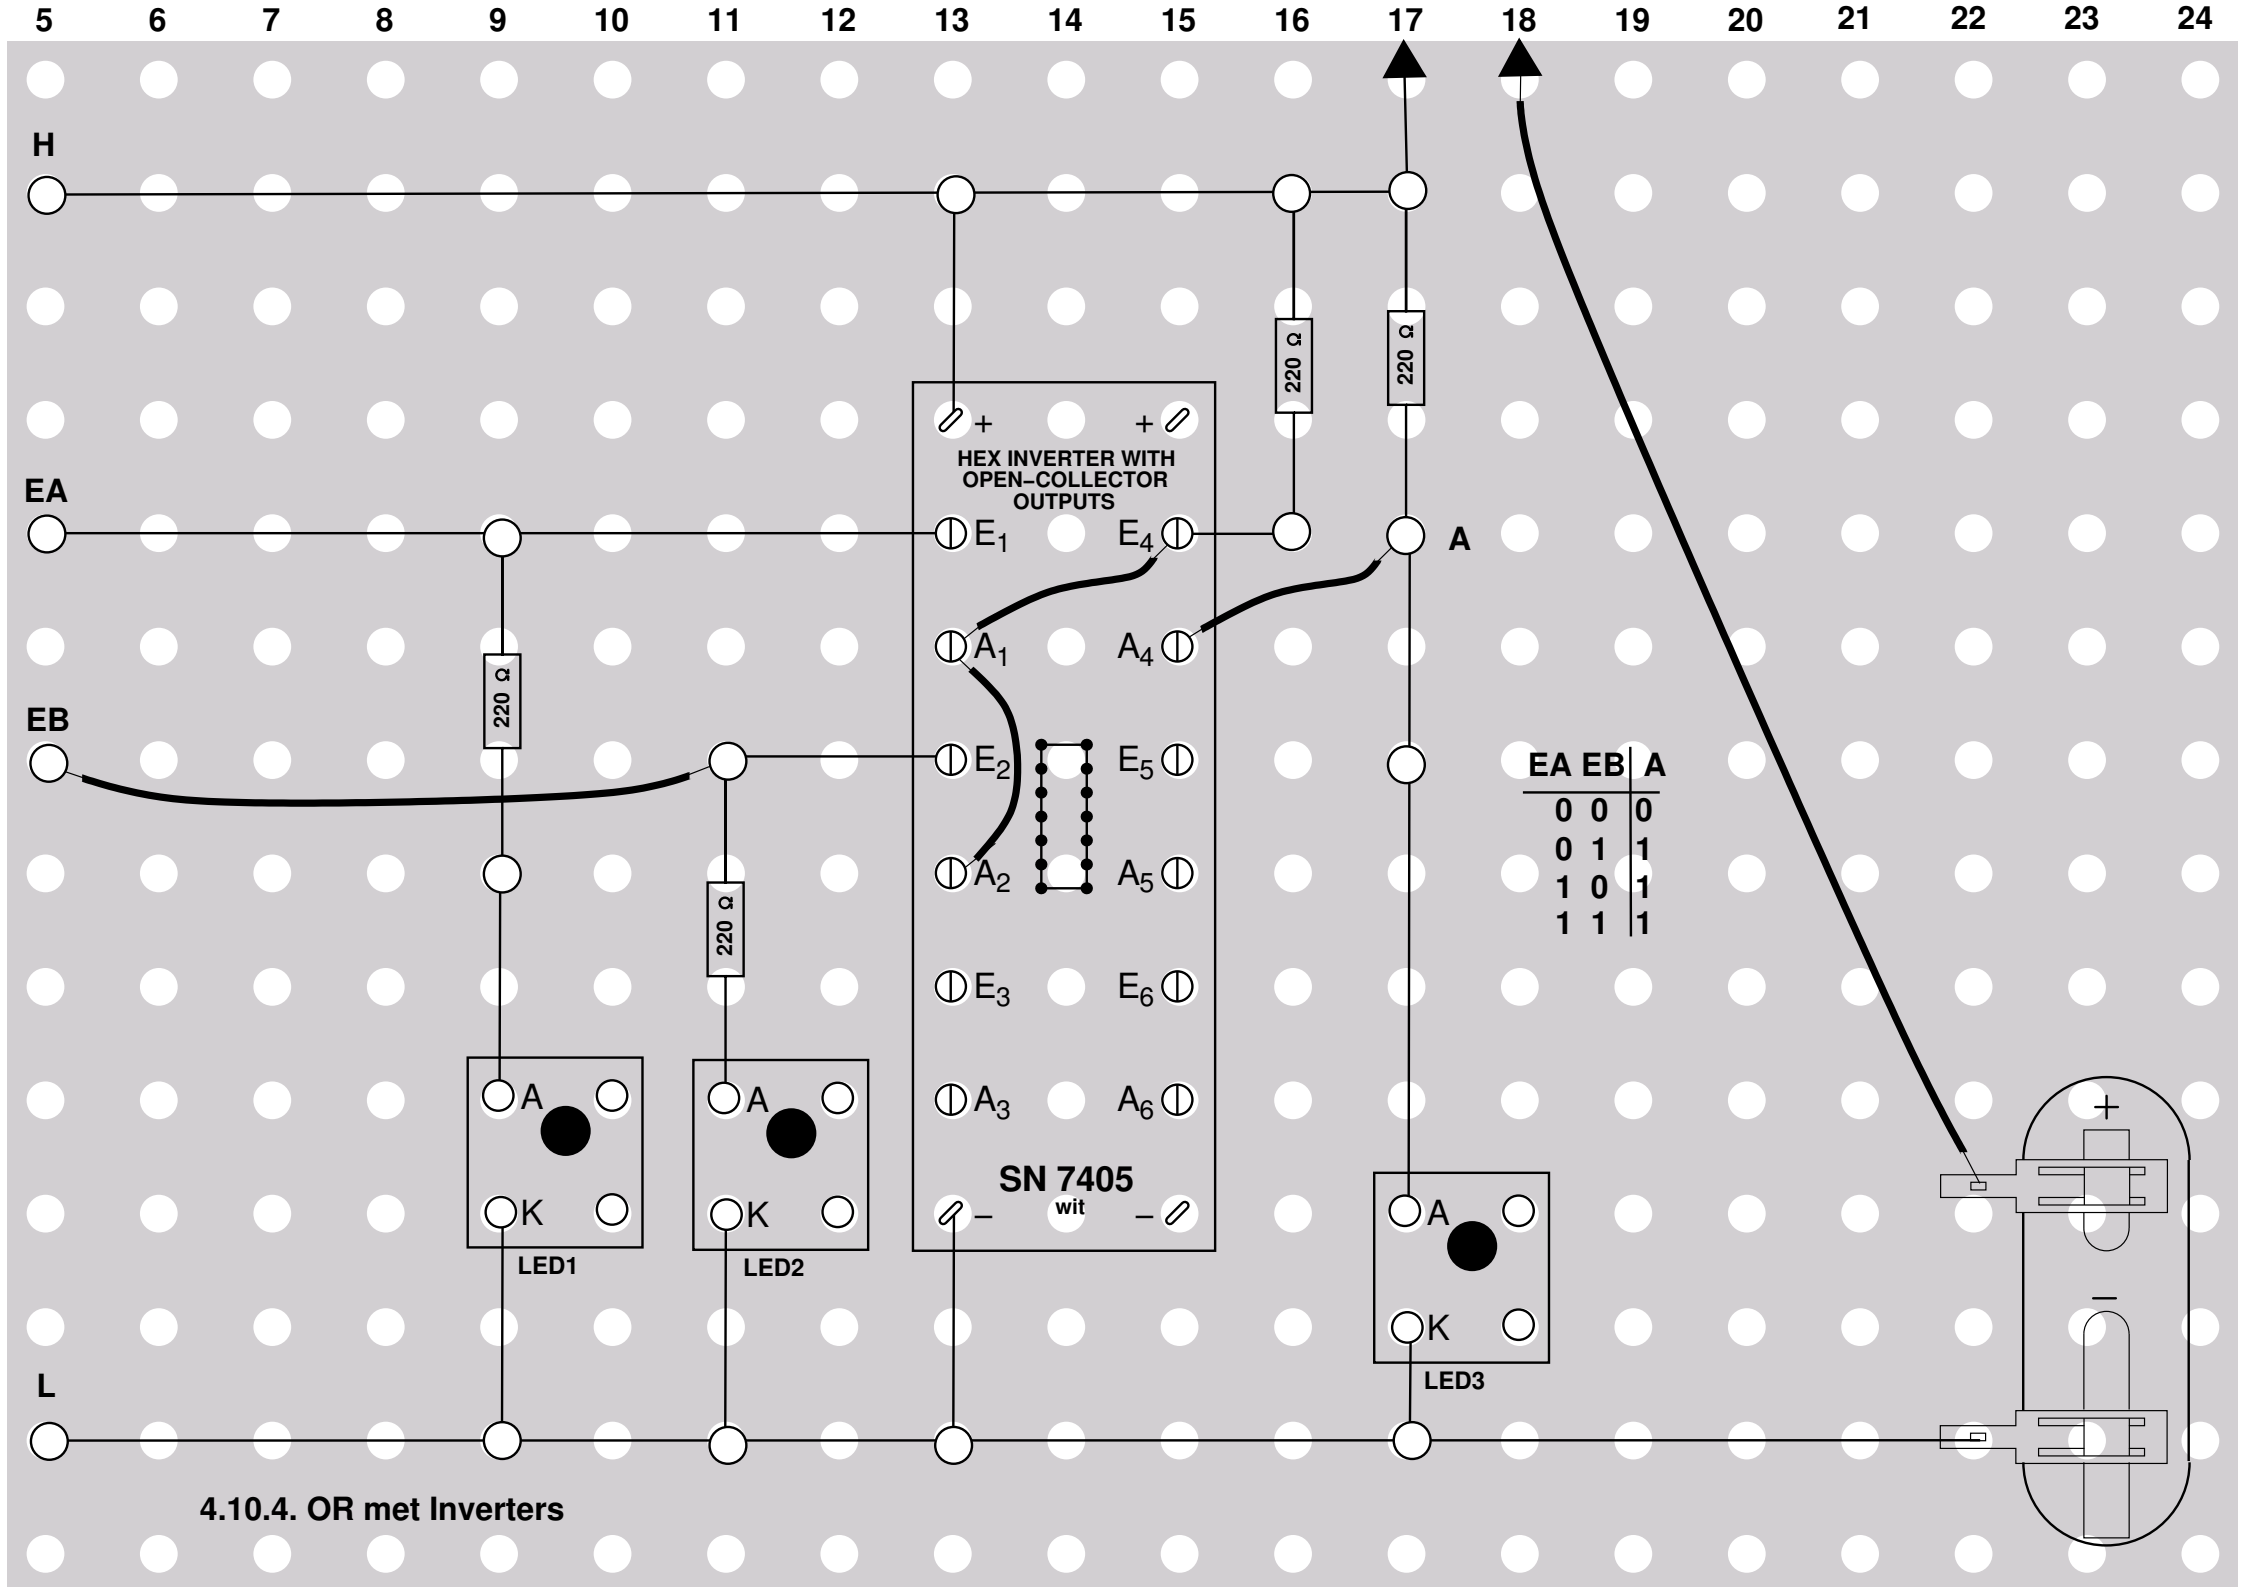 5 6 7 8 9 10 11 12 13 14 15 16 17 18 19 20 21 22 23 24
H
220 Ω
220 Ω
+ +
HEX INVERTER WITH
OPEN–COLLECTOR
OUTPUTS
EA
E1 E4
A
A1 A4
220 Ω
EB
E2 E5
EA EB A
0 0 0
0 1 1
1 0 1
1 1 1
A2 A5
220 Ω
E3 E6
A A
A3 A6
+
SN 7405
wit
K K
– –
A
LED1 LED2
–
K
LED3
L
4.10.4. OR met Inverters